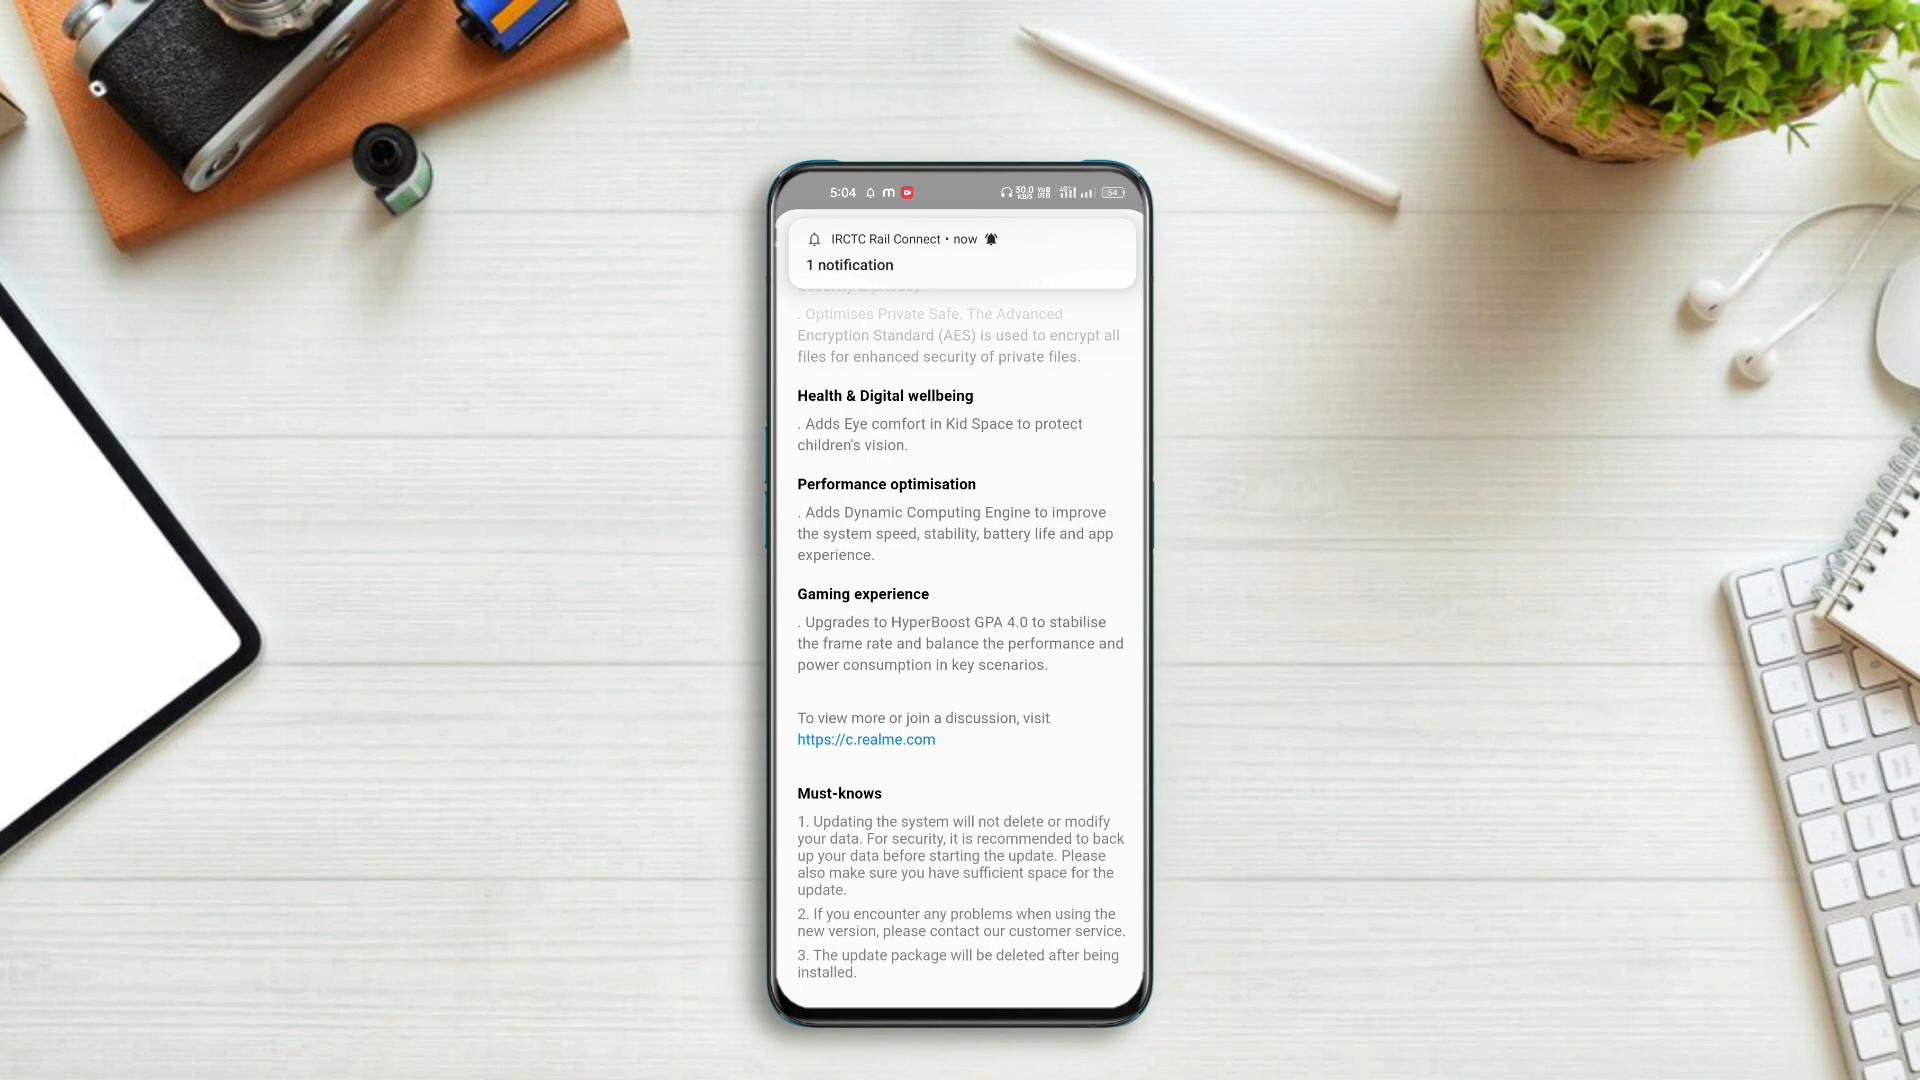 5:04
30.0
KB/S
54
IRCTC Rail Connect • now
1 notification
. Optimises Private Safe. The Advanced
Encryption Standard (AES) is used to encrypt all
files for enhanced security of private files.
Health & Digital wellbeing
. Adds Eye comfort in Kid Space to protect
children's vision.
Performance optimisation
. Adds Dynamic Computing Engine to improve
the system speed, stability, battery life and app
experience.
Gaming experience
. Upgrades to HyperBoost GPA 4.0 to stabilise
the frame rate and balance the performance and
power consumption in key scenarios.
To view more or join a discussion, visit
https://c.realme.com
Must-knows
1. Updating the system will not delete or modify
your data. For security, it is recommended to back
up your data before starting the update. Please
also make sure you have sufficient space for the
update.
2. If you encounter any problems when using the
new version, please contact our customer service.
3. The update package will be deleted after being
installed.